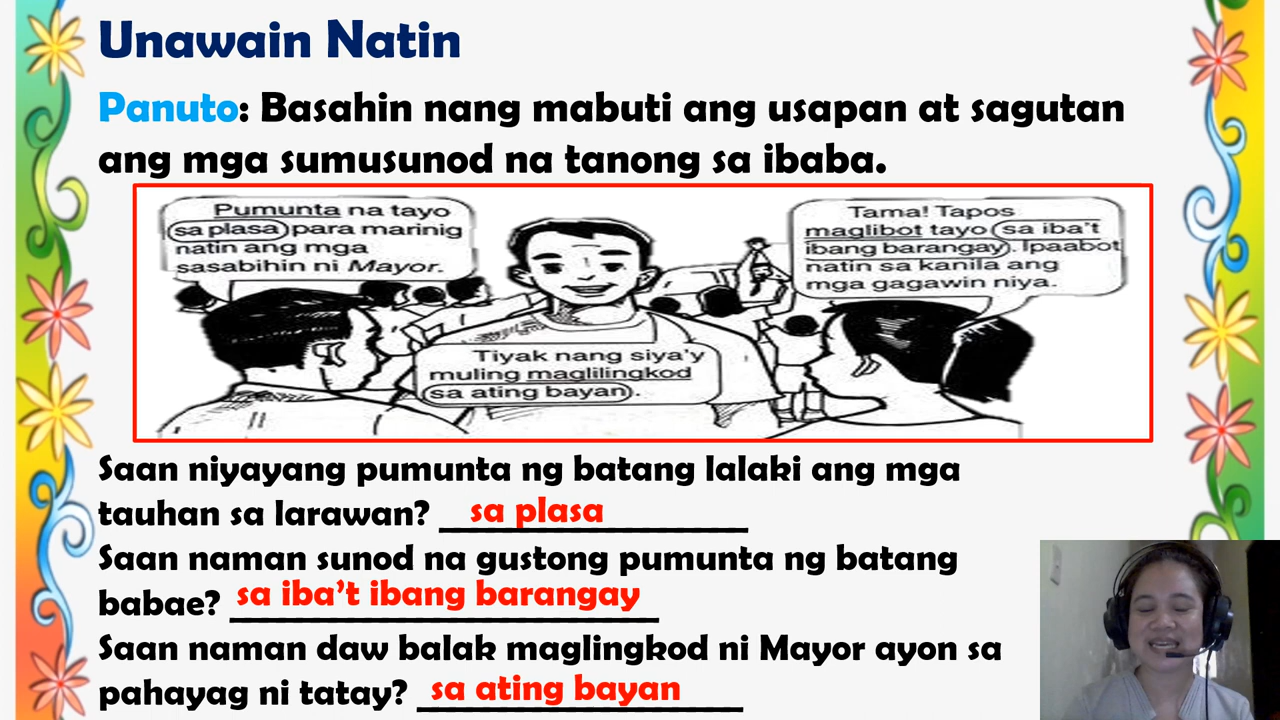 Unawain Natin
Panuto: Basahin nang mabuti ang usapan at sagutan
ang mga sumusunod na tanong sa ibaba.
Pumunta na tayo
sa plasa para marinig
natin ang mga
sasabihin ni Mayor.
Tiyak nang siya'y
muling maglilingkod
sa ating bayan.
Tama! Tapos
maglibot tayo sa iba't
ibang barangay. Ipaabot
natin sa kanila ang
mga gagawin niya.
Saan niyayang pumunta ng batang lalaki ang mga
tauhan sa larawan? sa plasa
Saan naman sunod na gustong pumunta ng batang
babae? sa iba't ibang barangay
Saan naman daw balak maglingkod ni Mayor ayon sa
pahayag ni tatay? sa ating bayan